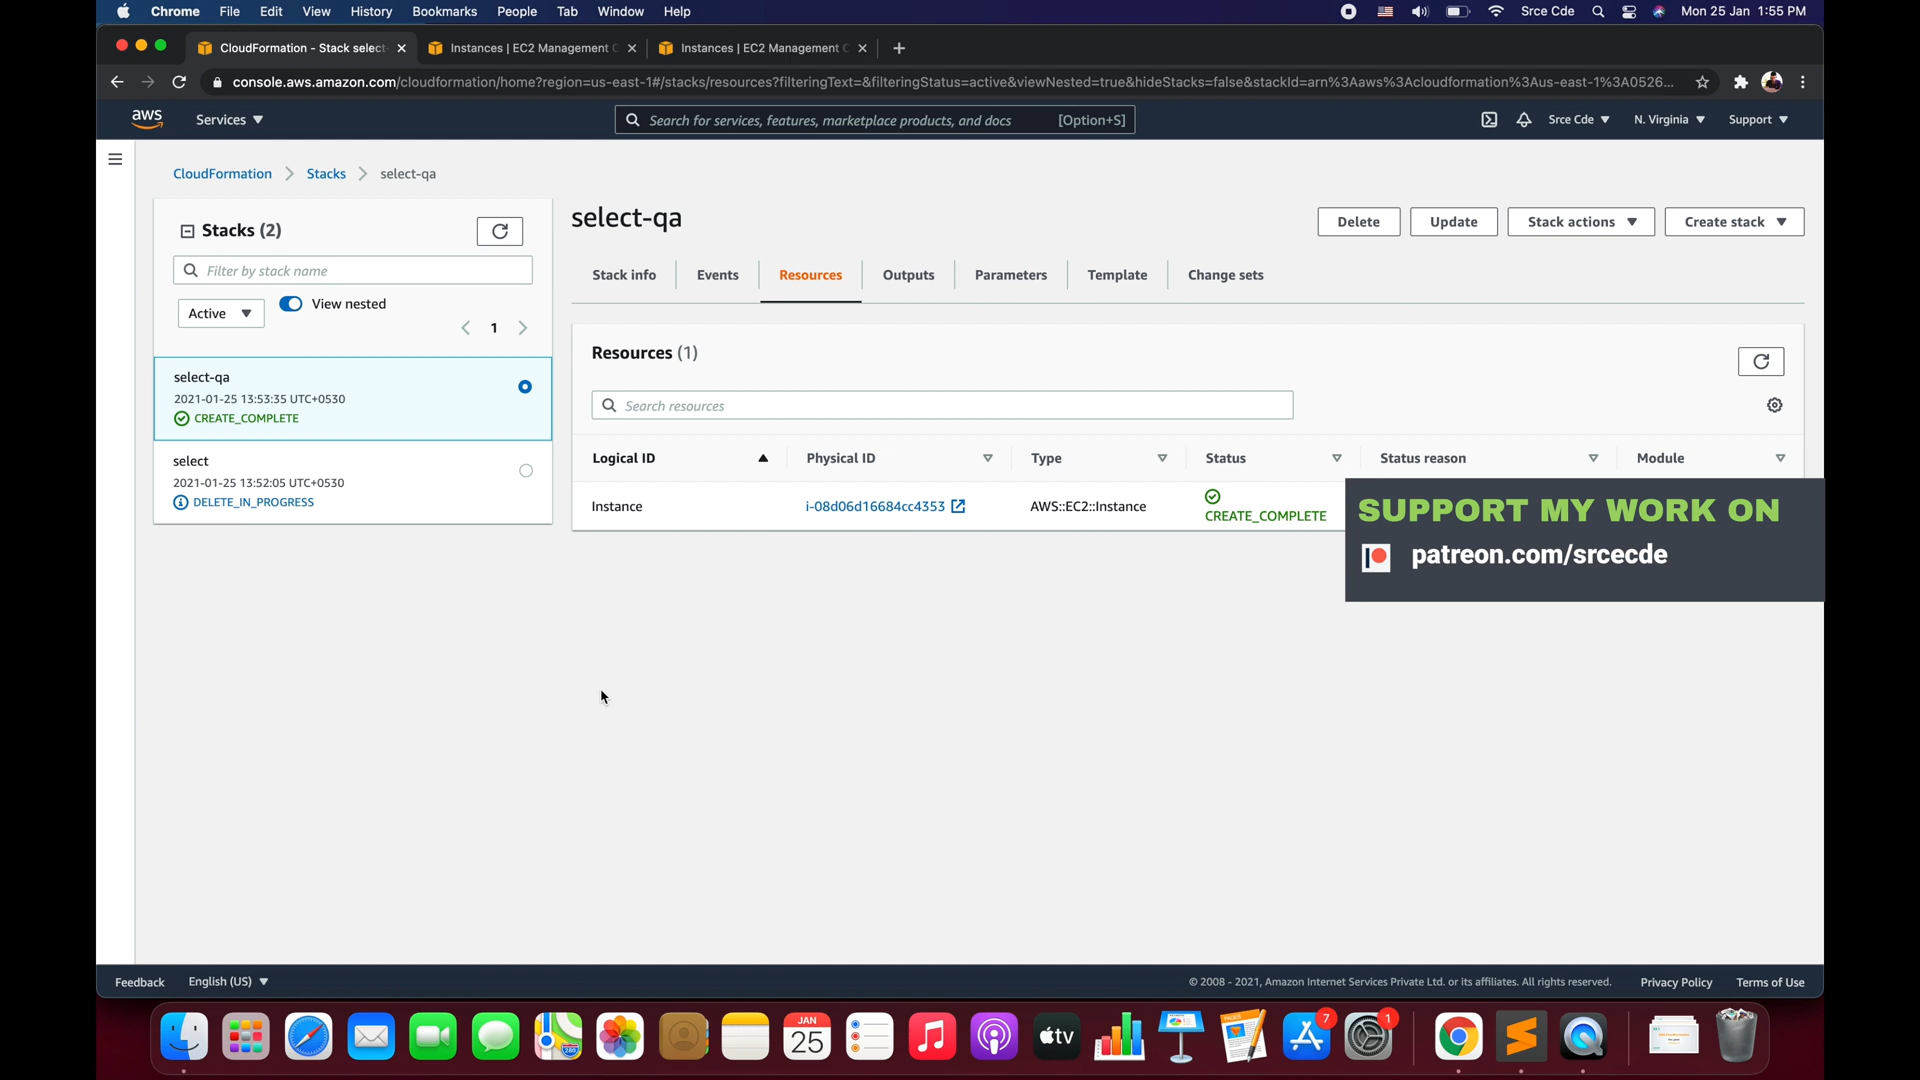 Chrome File Edit View History Bookmarks People Tab Window Help Srce Cde Mon 25 Jan 1:55 PM
CloudFormation - Stack select Instances | EC2 Management C Instances | EC2 Management C
console.aws.amazon.com/cloudformation/home?region=us-east-1#/stacks/resources?filteringText=&filteringStatus=active&viewNested=true&hideStacks=false&stackId=arn%3Aaws%3Acloudformation%3Aus-east-1%3A0526...
aws Services Search for services, features, marketplace products, and docs [Option+S] Srce Cde N. Virginia Support
CloudFormation Stacks select-qa
Stacks (2)
Filter by stack name
Active View nested
1
select-qa
2021-01-25 13:53:35 UTC+0530
CREATE_COMPLETE
select
2021-01-25 13:52:05 UTC+0530
DELETE_IN_PROGRESS
select-qa
Delete Update Stack actions Create stack
Stack info Events Resources Outputs Parameters Template Change sets
Resources (1)
Search resources
Logical ID Physical ID Type Status Status reason Module
Instance i-08d06d16684cc4353 AWS::EC2::Instance CREATE_COMPLETE
SUPPORT MY WORK ON
patreon.com/srcecde
Feedback English (US) © 2008 - 2021, Amazon Internet Services Private Ltd. or its affiliates. All rights reserved. Privacy Policy Terms of Use
JAN
25
280
tv
7
1